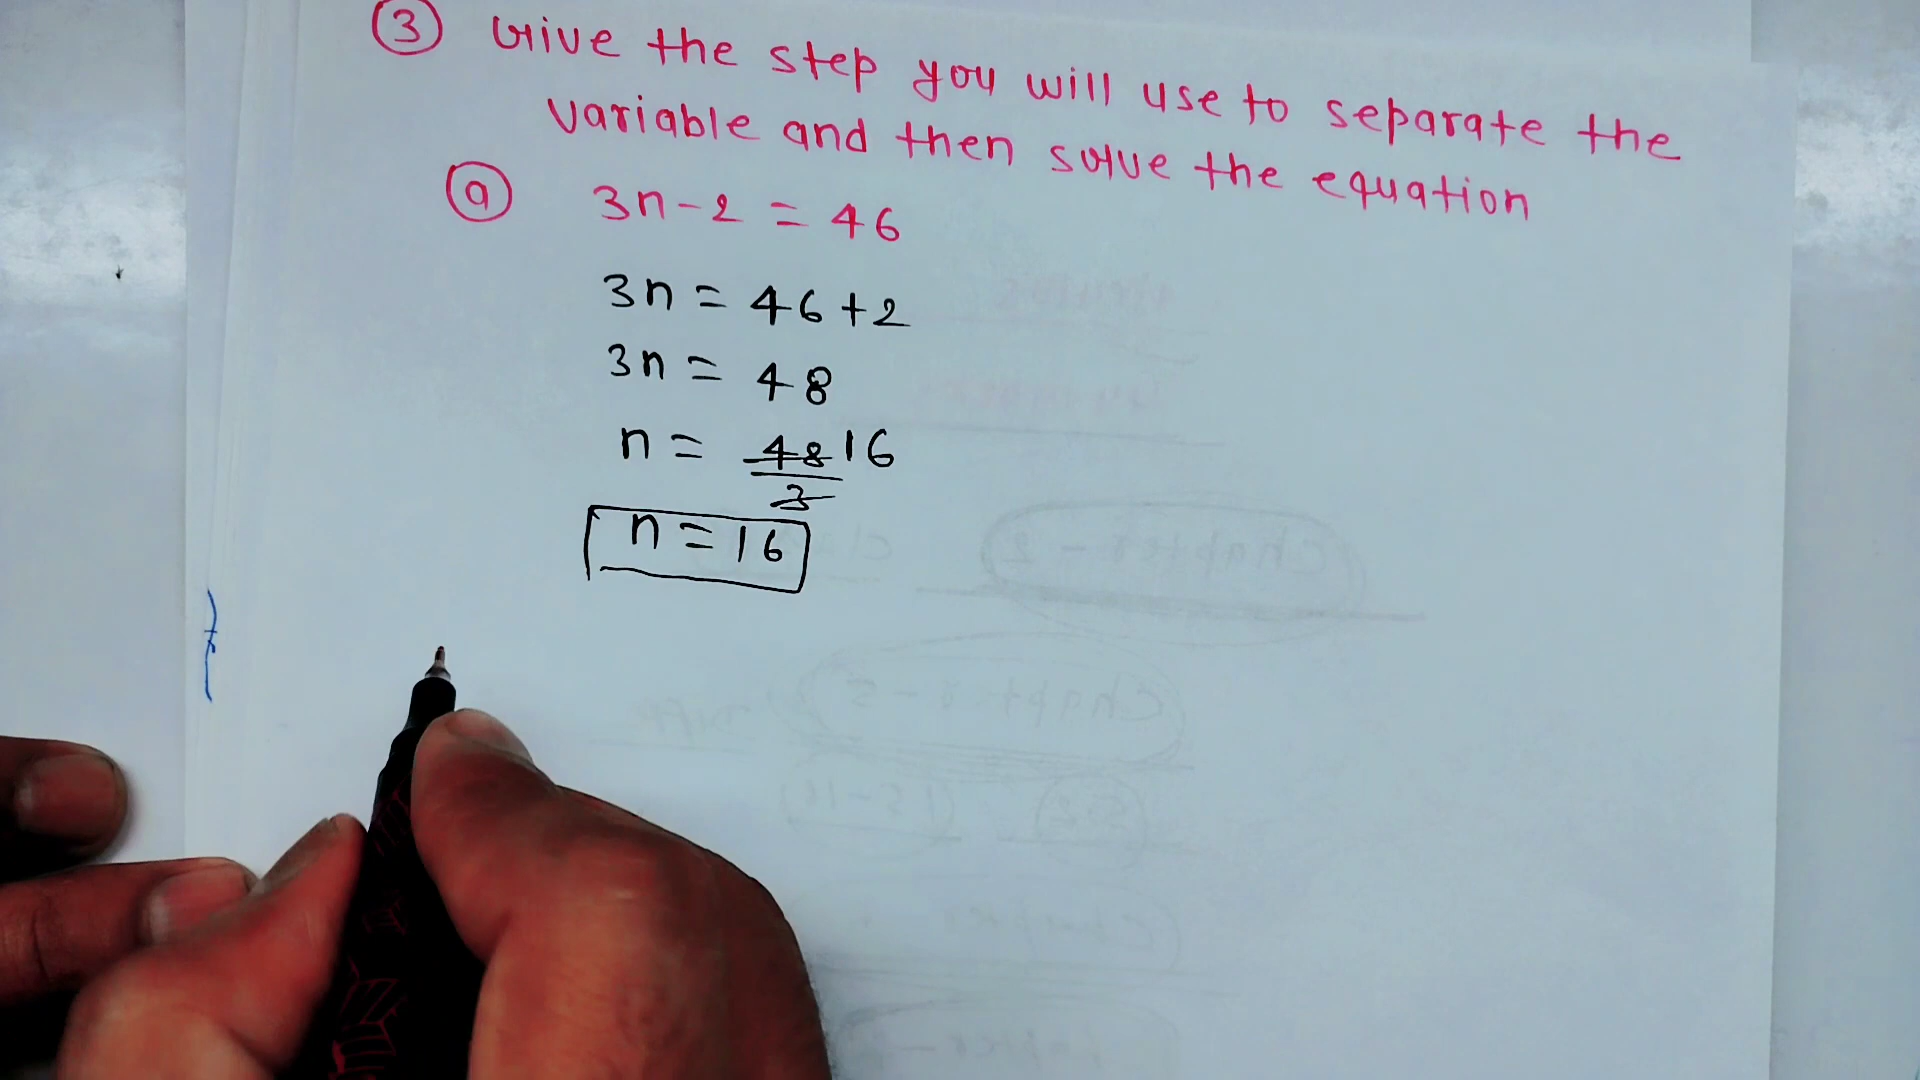 ③ Give the step you will use to separate the
variable and then solve the equation
ⓐ 3n-2 = 46
3n = 46+2
3n = 48
n = 48/3 16
n = 16